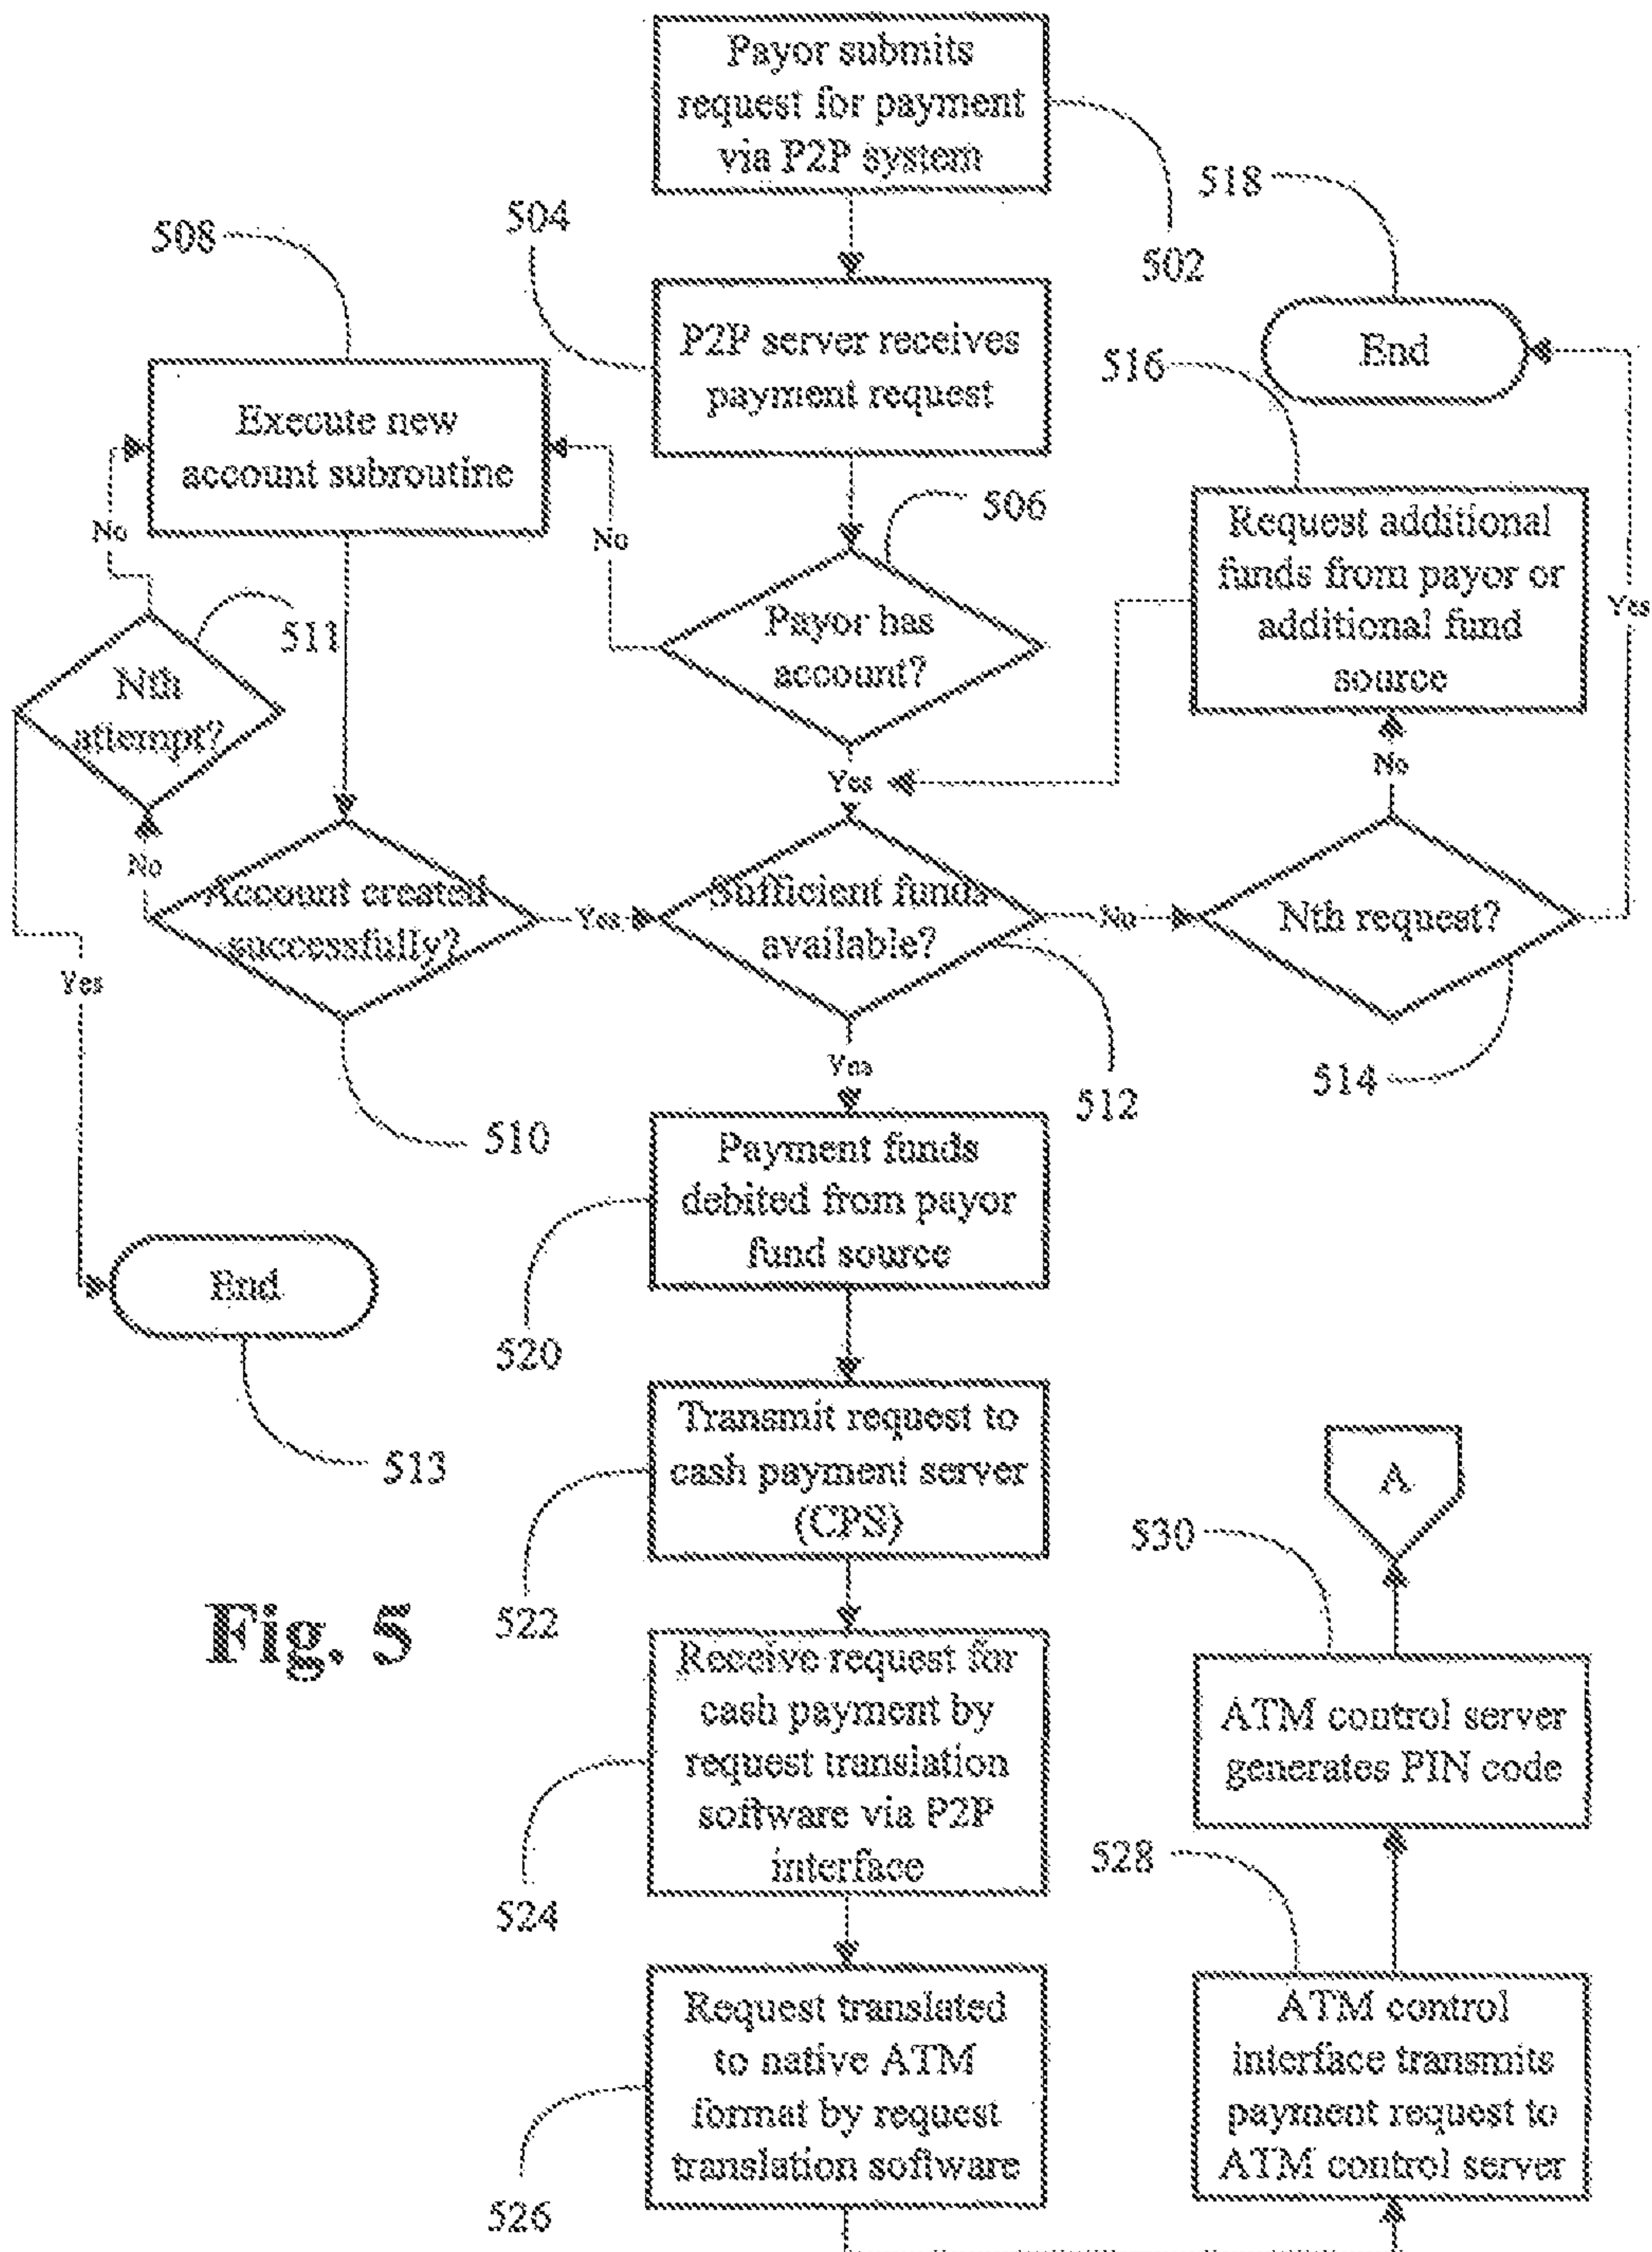 Payor submits
request for payment
via P2P system
502
504
P2P server receives
payment request
508
Execute new
account subroutine
518
End
516
Request additional
funds from payor or
additional fund
source
506
Payor has
account?
No
No
511
Nth
attempt?
Yes
Yes
No
No
Account created
successfully?
Yes
Sufficient funds
available?
No
Nth request?
Yes
Yes
510
512
514
Payment funds
debited from payor
fund source
520
End
513
Transmit request to
cash payment server
(CPS)
522
A
530
Fig. 5
Receive request for
cash payment by
request translation
software via P2P
interface
524
ATM control server
generates PIN code
528
Request translated
to native ATM
format by request
translation software
526
ATM control
interface transmits
payment request to
ATM control server